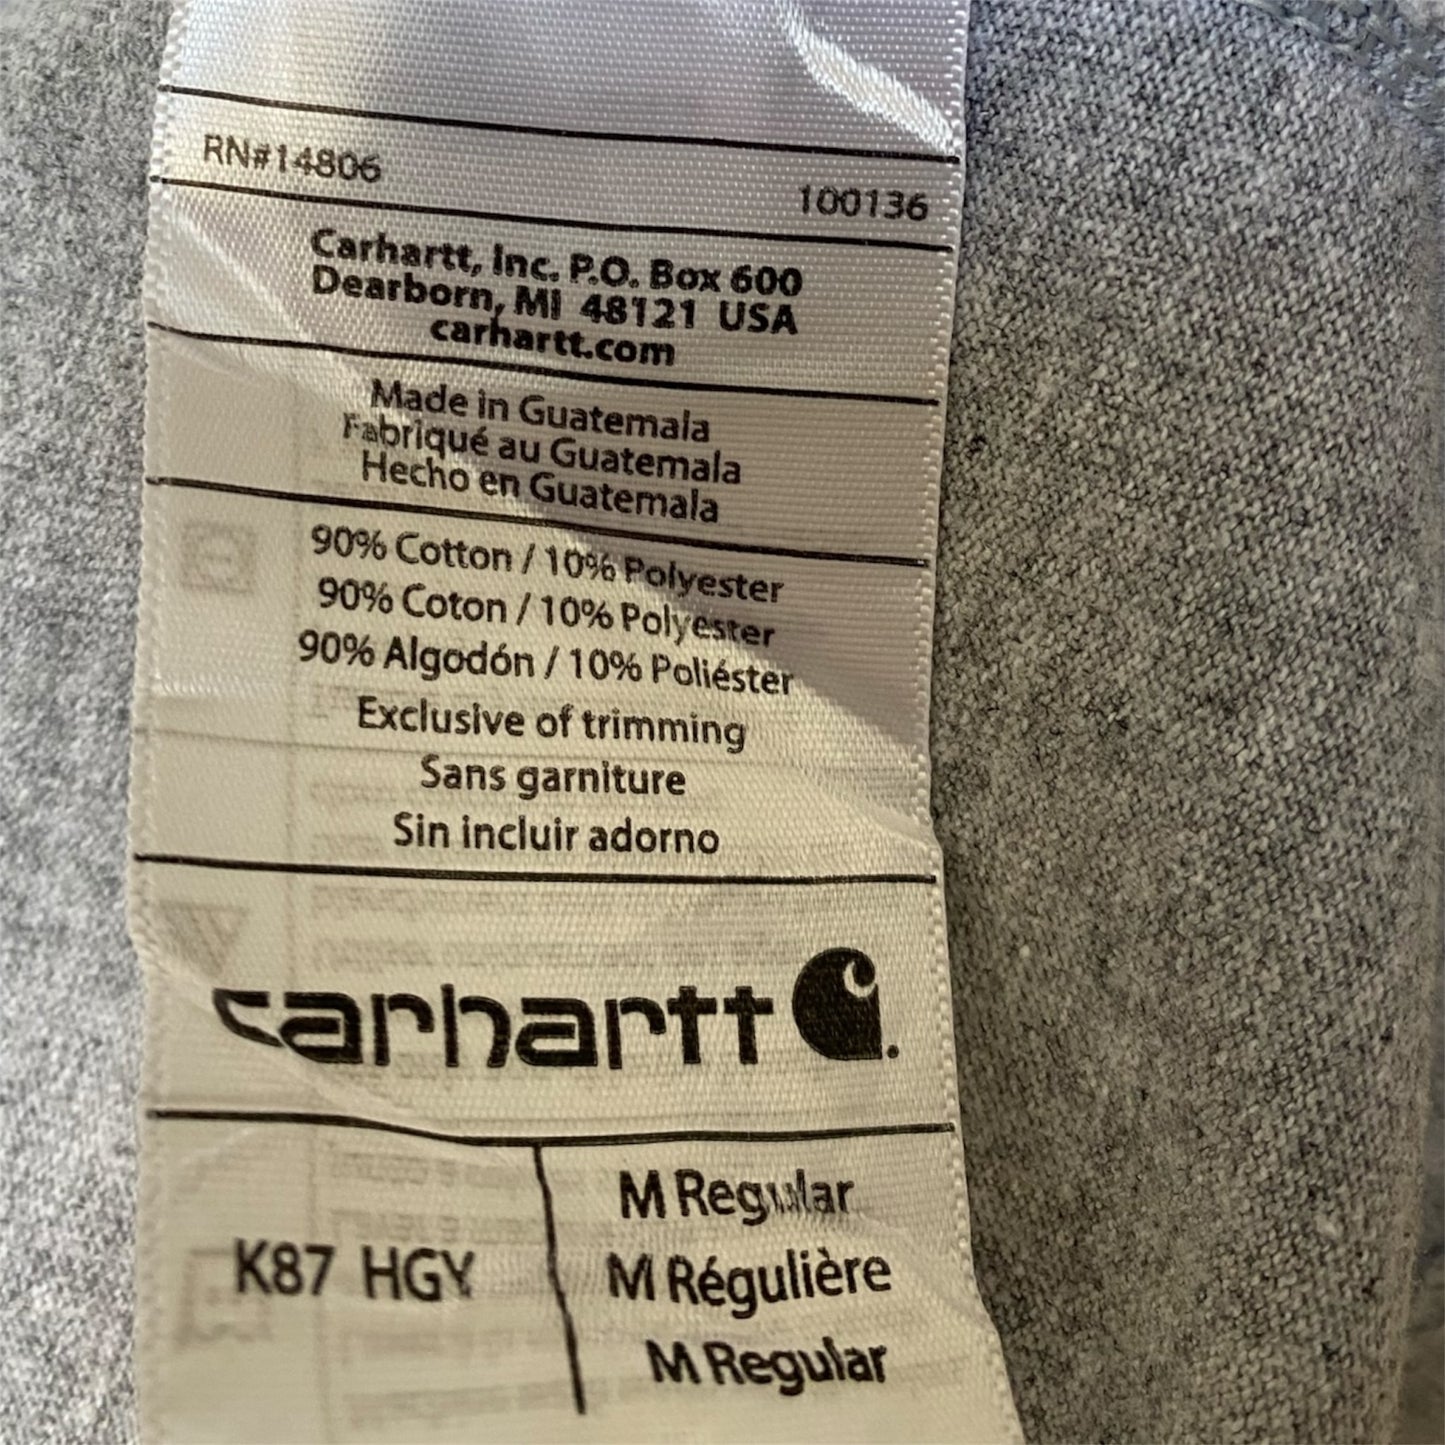 RN#14806
100136
Carhartt, Inc. P.O. Box 600
Dearborn, MI 48121 USA
carhartt.com
Made in Guatemala
Fabriqué au Guatemala
Hecho en Guatemala
90% Cotton / 10% Polyester
90% Coton / 10% Polyester
90% Algodón / 10% Poliéster
Exclusive of trimming
Sans garniture
Sin incluir adorno
carhartt
K87 HGY
M Regular
M Régulière
M Regular